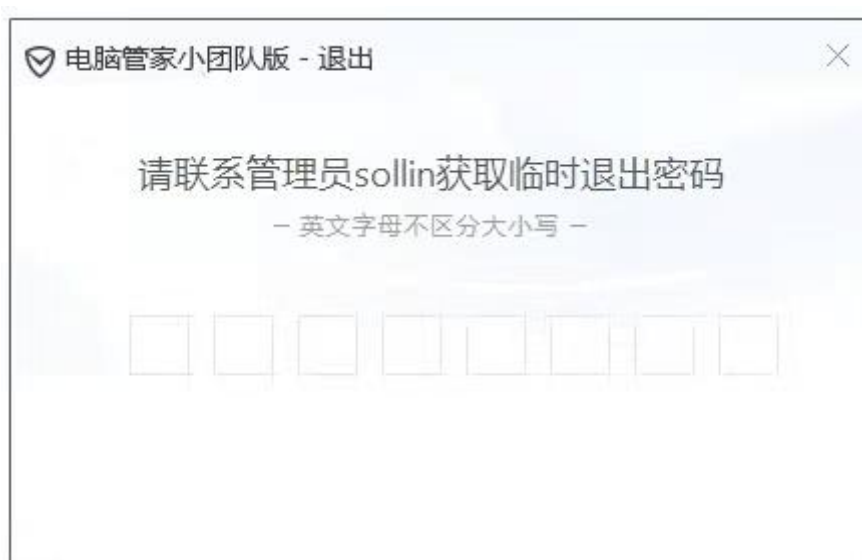 电脑管家小团队版 - 退出
请联系管理员sollin获取临时退出密码
- 英文字母不区分大小写 -